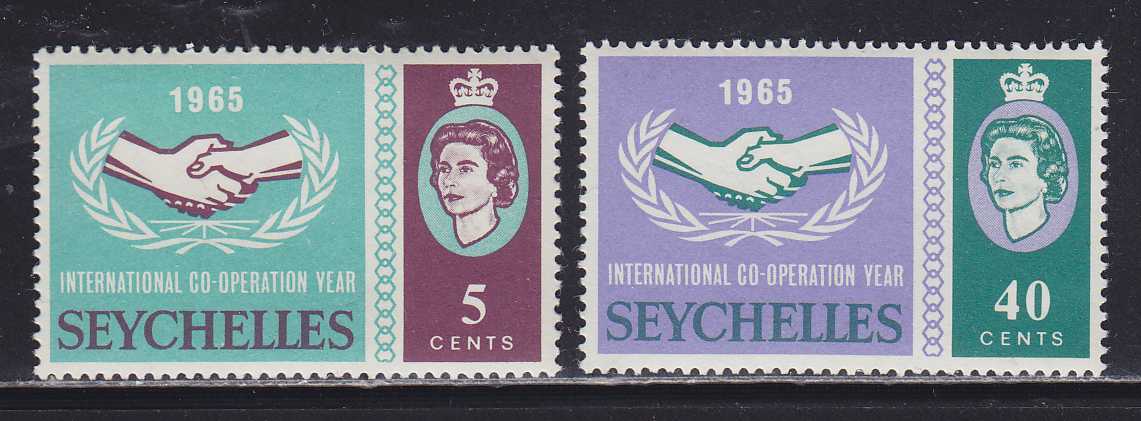 1965
INTERNATIONAL CO-OPERATION YEAR
SEYCHELLES
5
CENTS
1965
INTERNATIONAL CO-OPERATION YEAR
SEYCHELLES
40
CENTS